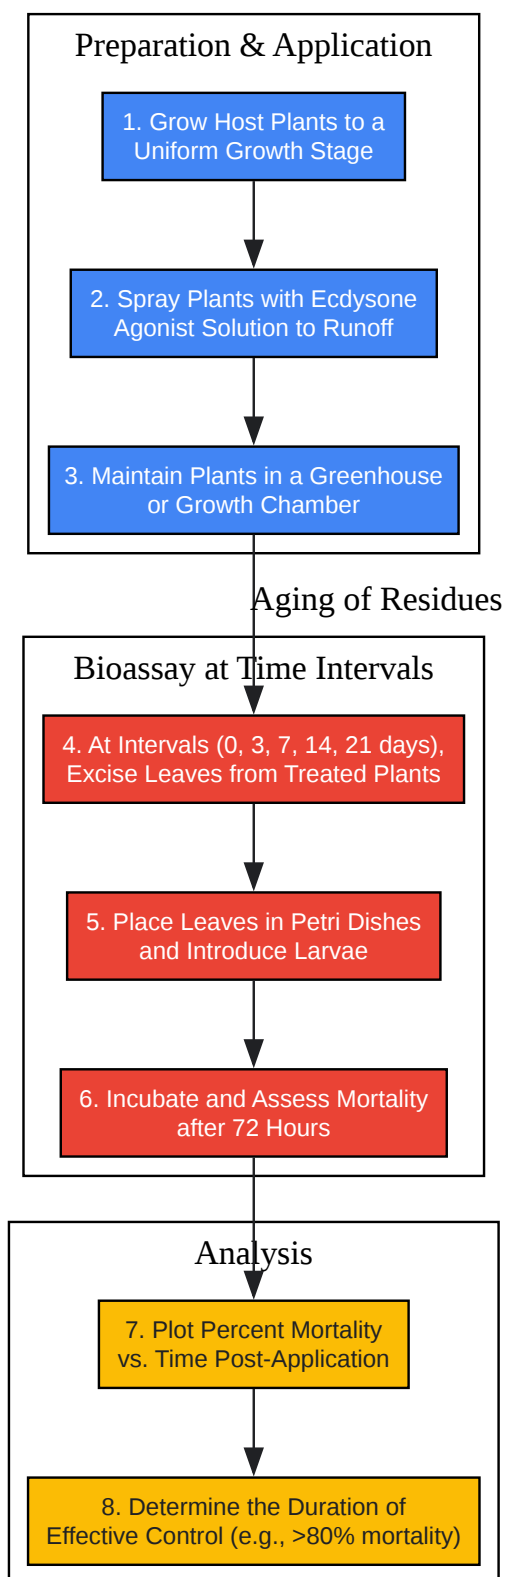 Preparation & Application
1. Grow Host Plants to a
Uniform Growth Stage
2. Spray Plants with Ecdysone
Agonist Solution to Runoff
3. Maintain Plants in a Greenhouse
or Growth Chamber
Aging of Residues
Bioassay at Time Intervals
4. At Intervals (0, 3, 7, 14, 21 days),
Excise Leaves from Treated Plants
5. Place Leaves in Petri Dishes
and Introduce Larvae
6. Incubate and Assess Mortality
after 72 Hours
Analysis
7. Plot Percent Mortality
vs. Time Post-Application
8. Determine the Duration of
Effective Control (e.g., >80% mortality)